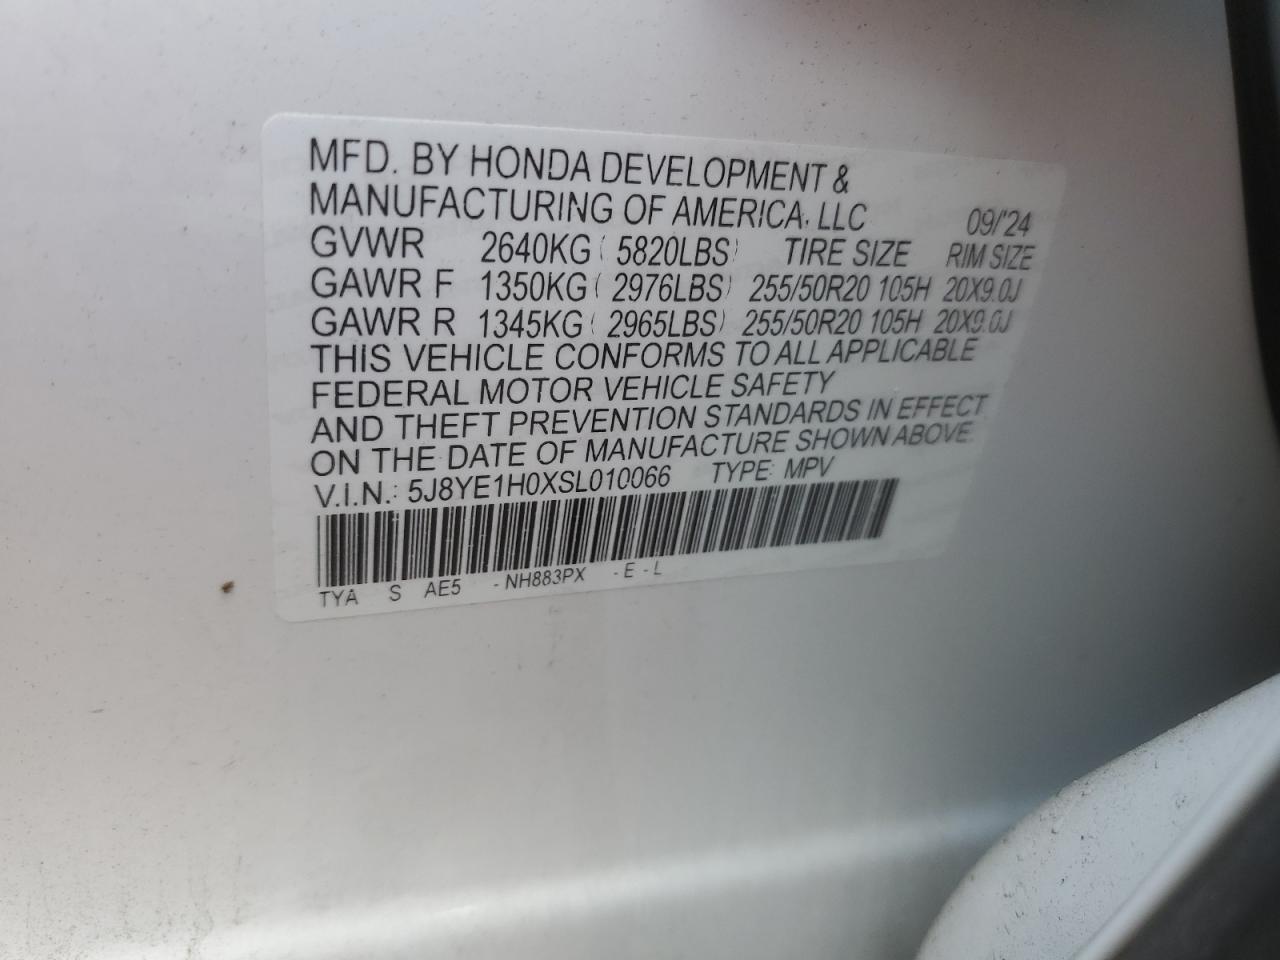 MFD. BY HONDA DEVELOPMENT &
MANUFACTURING OF AMERICA, LLC 09/'24
GVWR 2640KG ( 5820LBS) TIRE SIZE RIM SIZE
GAWR F 1350KG ( 2976LBS) 255/50R20 105H 20X9.0J
GAWR R 1345KG ( 2965LBS) 255/50R20 105H 20X9.0J
THIS VEHICLE CONFORMS TO ALL APPLICABLE
FEDERAL MOTOR VEHICLE SAFETY
AND THEFT PREVENTION STANDARDS IN EFFECT
ON THE DATE OF MANUFACTURE SHOWN ABOVE.
V.I.N.: 5J8YE1H0XSL010066 TYPE: MPV
TYA S AE5 - NH883PX - E - L